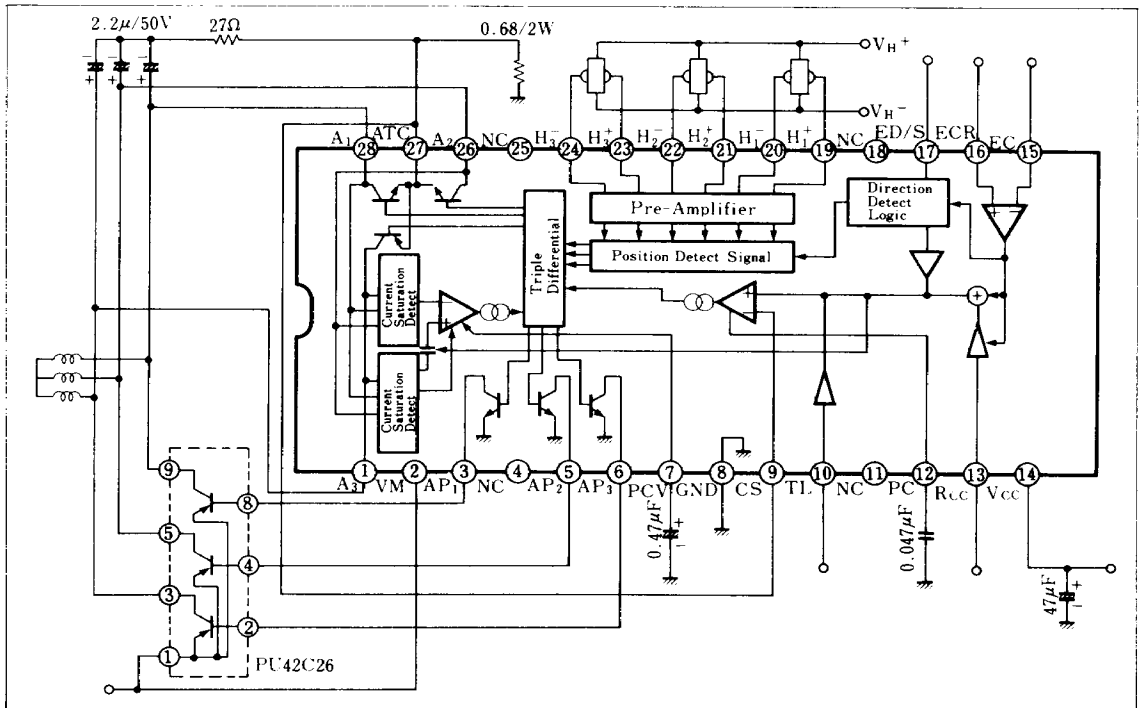 2.2μ/50V
27Ω
0.68/2W
VH+
VH−
− + − + − +
A1 ATC A2 NC H3− H3+ H2− H2+ H1− H1+ NC ED/S ECR EC
28 27 26 25 24 23 22 21 20 19 18 17 16 15
Pre-Amplifier
Direction
Detect
Logic
+ −
Position Detect Signal
Triple
Differential
Current
Saturation
Detect
+
−
+
+
−
Current
Saturation
Detect
1 2 3 4 5 6 7 8 9 10 11 12 13 14
A3 VM AP1 NC AP2 AP3 PCV GND CS TL NC PC RCC VCC
0.47μF
+
−
0.047μF
47μF
+
−
9
8
5
4
3
2
1
PU42C26